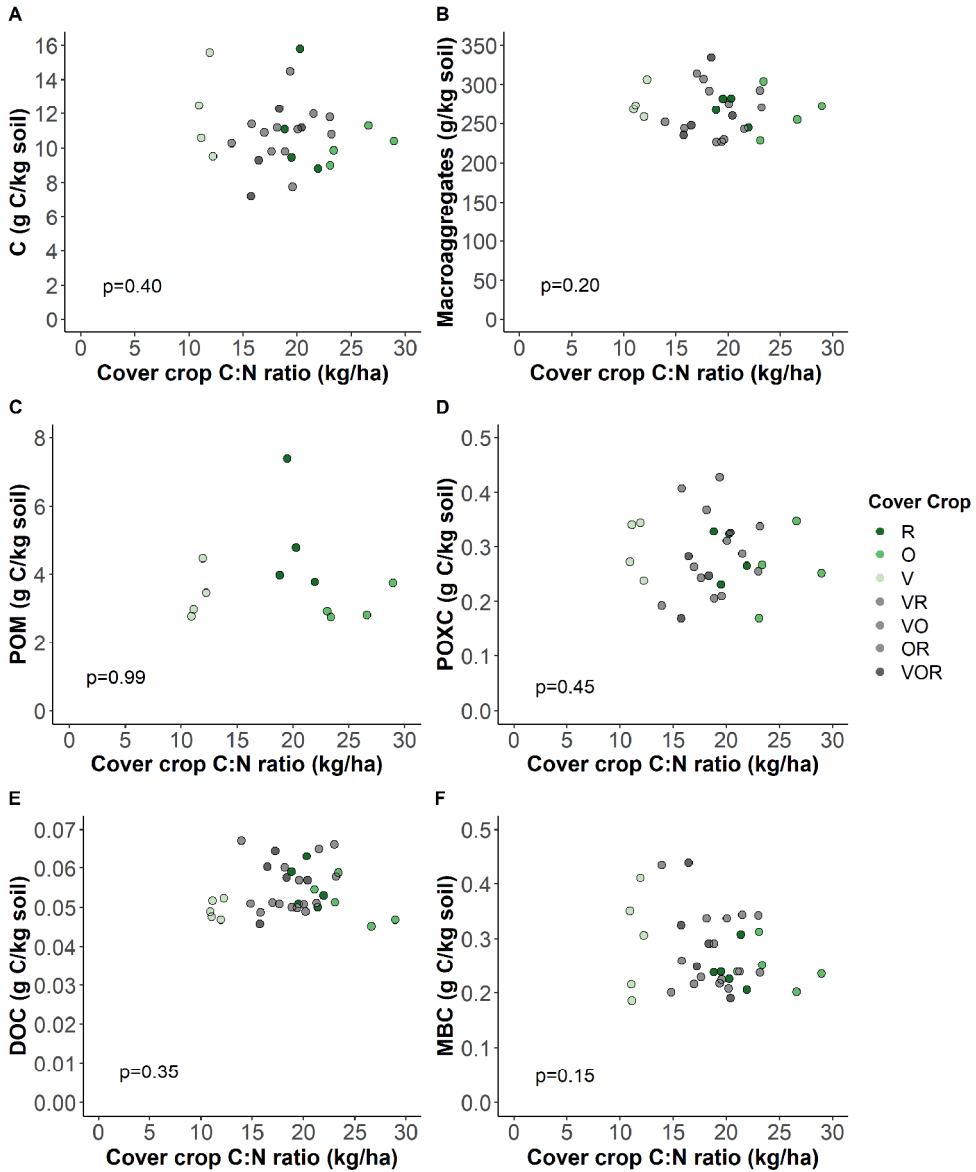 A
C (g C/kg soil)
16
14
12
10
8
6
4
2
0
p=0.40
0 5 10 15 20 25 30
Cover crop C:N ratio (kg/ha)
B
Macroaggregates (g/kg soil)
350
300
250
200
150
100
50
0
p=0.20
0 5 10 15 20 25 30
Cover crop C:N ratio (kg/ha)
C
POM (g C/kg soil)
8
6
4
2
0
p=0.99
0 5 10 15 20 25 30
Cover crop C:N ratio (kg/ha)
D
POXC (g C/kg soil)
0.5
0.4
0.3
0.2
0.1
0.0
p=0.45
0 5 10 15 20 25 30
Cover crop C:N ratio (kg/ha)
Cover Crop
R
O
V
VR
VO
OR
VOR
E
DOC (g C/kg soil)
0.07
0.06
0.05
0.04
0.03
0.02
0.01
0.00
p=0.35
0 5 10 15 20 25 30
Cover crop C:N ratio (kg/ha)
F
MBC (g C/kg soil)
0.5
0.4
0.3
0.2
0.1
0.0
p=0.15
0 5 10 15 20 25 30
Cover crop C:N ratio (kg/ha)